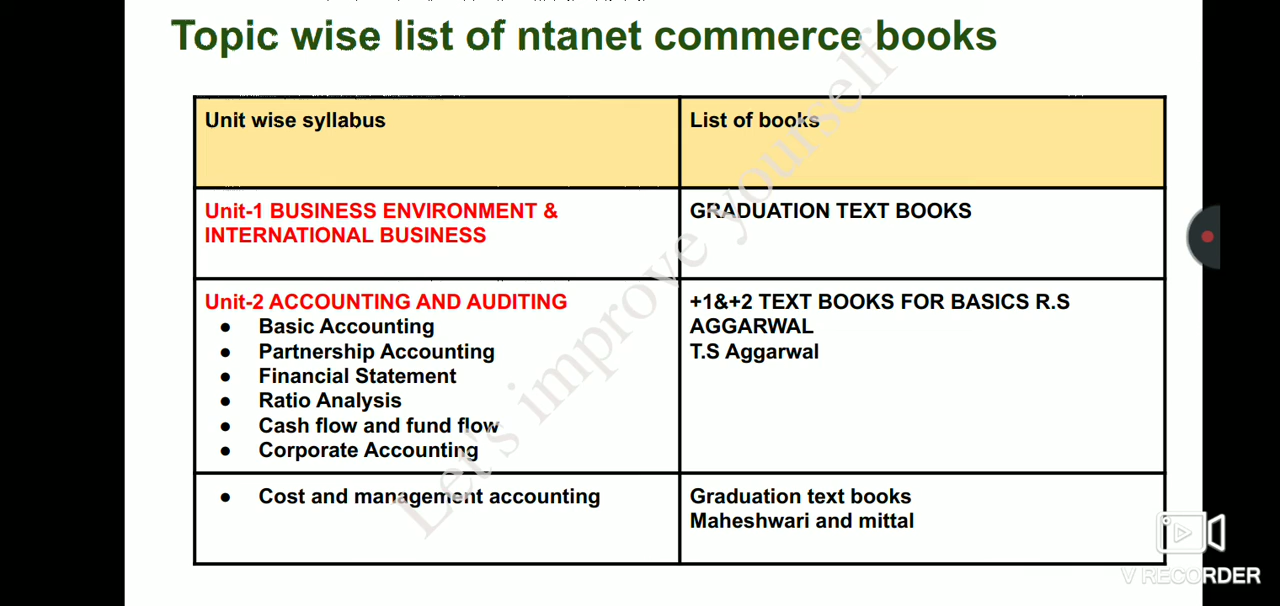 Topic wise list of ntanet commerce books
Unit wise syllabus
List of books
Unit-1 BUSINESS ENVIRONMENT &
INTERNATIONAL BUSINESS
GRADUATION TEXT BOOKS
Unit-2 ACCOUNTING AND AUDITING
● Basic Accounting
● Partnership Accounting
● Financial Statement
● Ratio Analysis
● Cash flow and fund flow
● Corporate Accounting
+1&+2 TEXT BOOKS FOR BASICS R.S
AGGARWAL
T.S Aggarwal
● Cost and management accounting
Graduation text books
Maheshwari and mittal
Let's improve yourself
V RECORDER